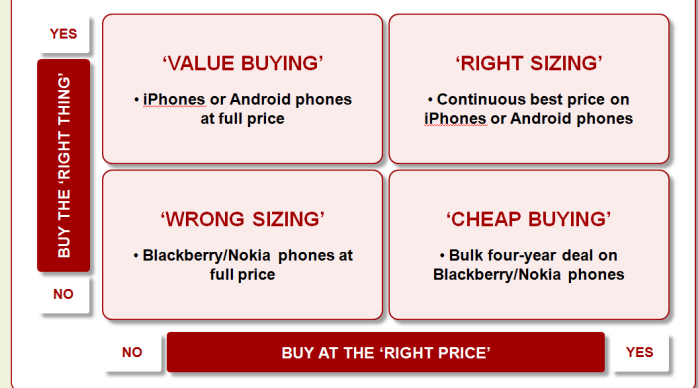 YES
BUY THE 'RIGHT THING'
NO
‘VALUE BUYING’
• iPhones or Android phones
at full price
‘RIGHT SIZING’
• Continuous best price on
iPhones or Android phones
‘WRONG SIZING’
• Blackberry/Nokia phones at
full price
‘CHEAP BUYING’
• Bulk four-year deal on
Blackberry/Nokia phones
NO
BUY AT THE ‘RIGHT PRICE’
YES